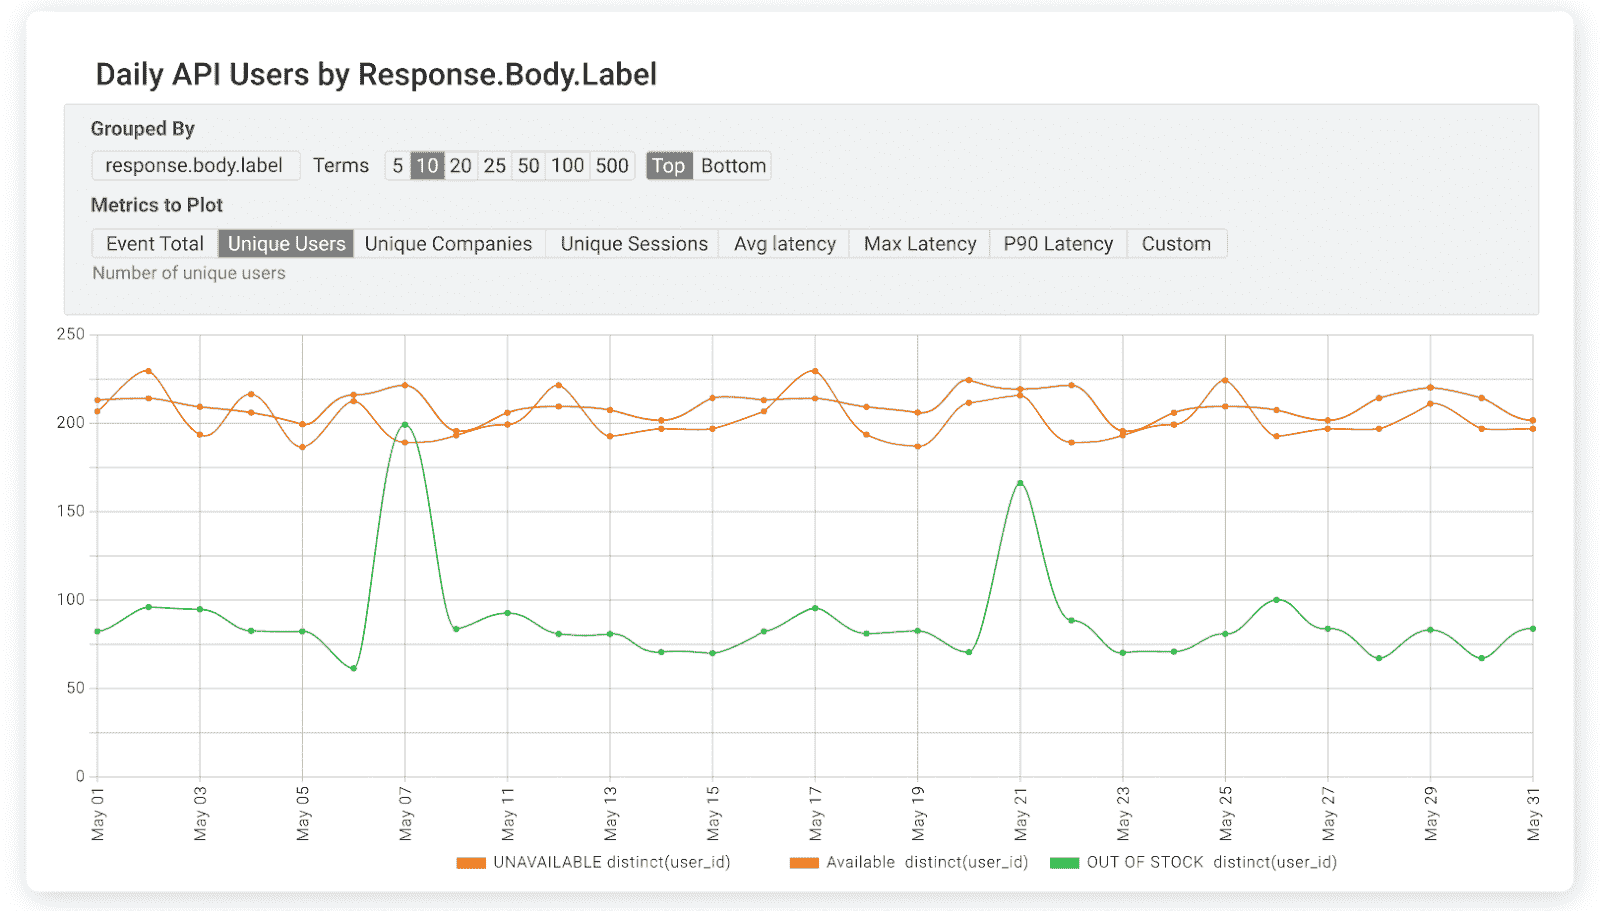 Daily API Users by Response.Body.Label
Grouped By
response.body.label Terms 5 10 20 25 50 100 500 Top Bottom
Metrics to Plot
Event Total Unique Users Unique Companies Unique Sessions Avg latency Max Latency P90 Latency Custom
Number of unique users
250
200
150
100
50
0
May 01 May 03 May 05 May 07 May 11 May 13 May 15 May 17 May 19 May 21 May 23 May 25 May 27 May 29 May 31
UNAVAILABLE distinct(user_id) Available distinct(user_id) OUT OF STOCK distinct(user_id)